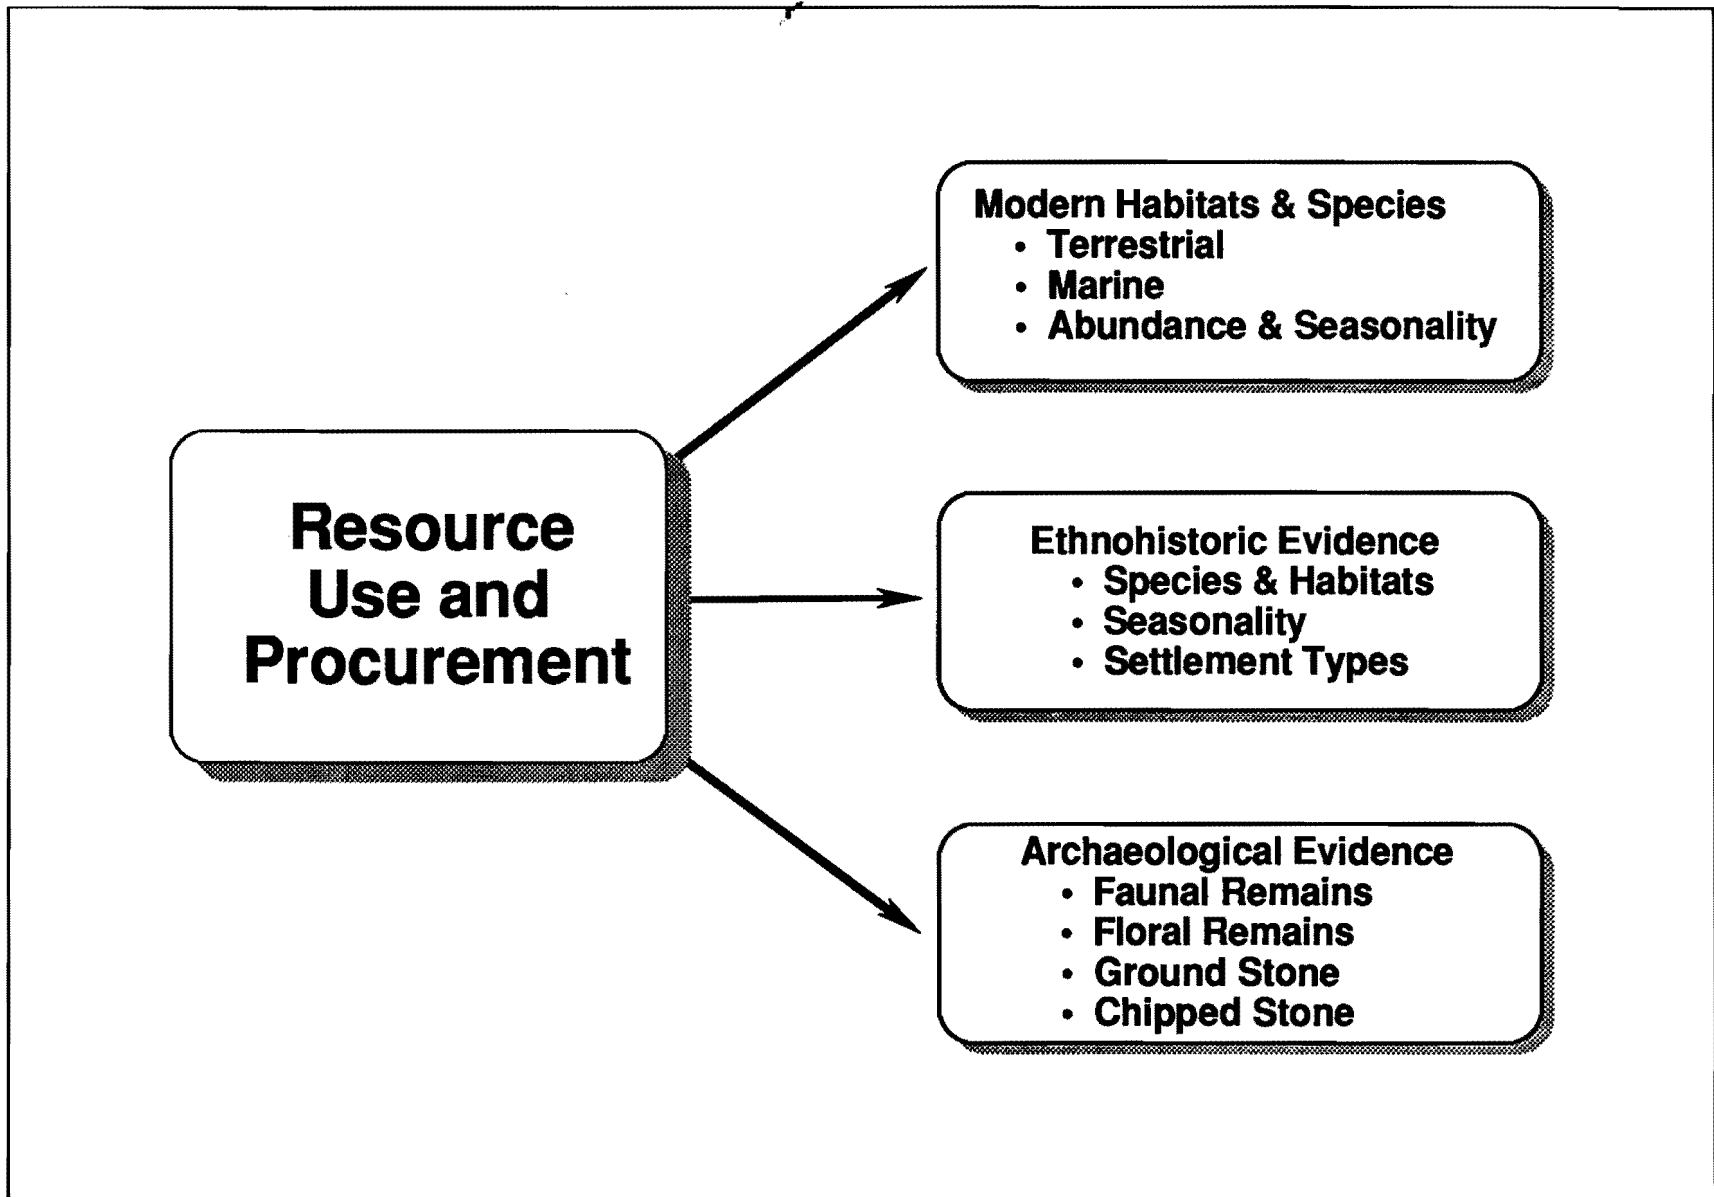 Resource
Use and
Procurement
Modern Habitats & Species
• Terrestrial
• Marine
• Abundance & Seasonality
Ethnohistoric Evidence
• Species & Habitats
• Seasonality
• Settlement Types
Archaeological Evidence
• Faunal Remains
• Floral Remains
• Ground Stone
• Chipped Stone